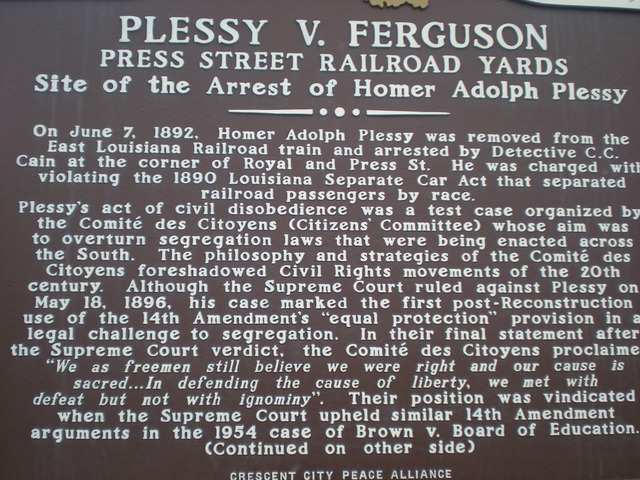 PLESSY V. FERGUSON
PRESS STREET RAILROAD YARDS
Site of the Arrest of Homer Adolph Plessy
On June 7, 1892, Homer Adolph Plessy was removed from the
East Louisiana Railroad train and arrested by Detective C.C.
Cain at the corner of Royal and Press St. He was charged with
violating the 1890 Louisiana Separate Car Act that separated
railroad passengers by race.
Plessy's act of civil disobedience was a test case organized by
the Comité des Citoyens (Citizens' Committee) whose aim was
to overturn segregation laws that were being enacted across
the South. The philosophy and strategies of the Comité des
Citoyens foreshadowed Civil Rights movements of the 20th
century. Although the Supreme Court ruled against Plessy on
May 18, 1896, his case marked the first post-Reconstruction
use of the 14th Amendment's "equal protection" provision in a
legal challenge to segregation. In their final statement after
the Supreme Court verdict, the Comité des Citoyens proclaime
"We as freemen still believe we were right and our cause is
sacred...In defending the cause of liberty, we met with
defeat but not with ignominy". Their position was vindicated
when the Supreme Court upheld similar 14th Amendment
arguments in the 1954 case of Brown v. Board of Education.
(Continued on other side)
CRESCENT CITY PEACE ALLIANCE